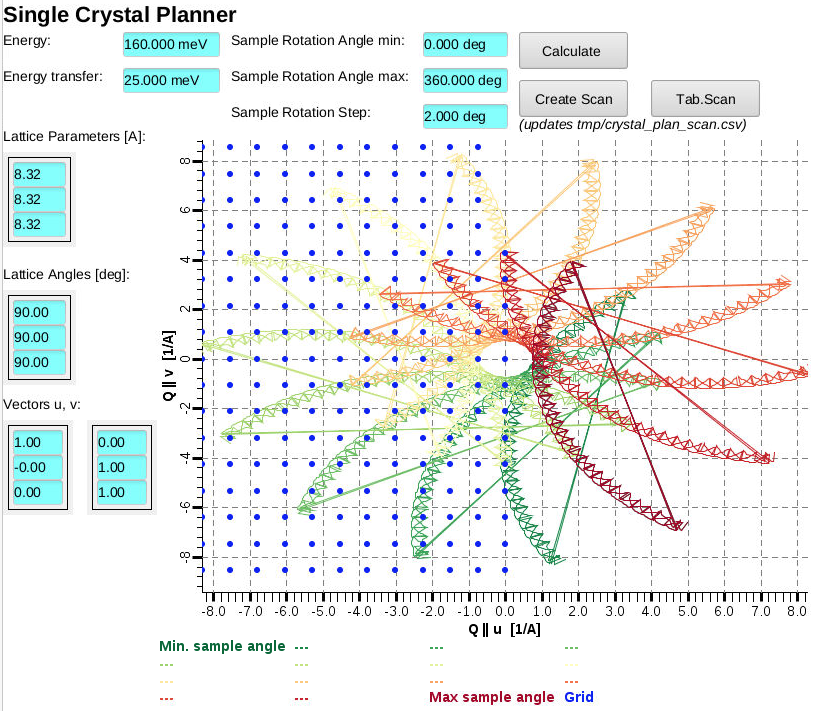 Single Crystal Planner
Energy: 160.000 meV Sample Rotation Angle min: 0.000 deg Calculate
Energy transfer: 25.000 meV Sample Rotation Angle max: 360.000 deg
Create Scan Tab.Scan
Sample Rotation Step: 2.000 deg
(updates tmp/crystal_plan_scan.csv)
Lattice Parameters [A]:
8.32
8.32
8.32
Lattice Angles [deg]:
90.00
90.00
90.00
Vectors u, v:
1.00 0.00
-0.00 1.00
0.00 1.00
Q || v [1/A]
8
6
4
2
0
-2
-4
-6
-8
-8.0 -7.0 -6.0 -5.0 -4.0 -3.0 -2.0 -1.0 0.0 1.0 2.0 3.0 4.0 5.0 6.0 7.0 8.0
Q || u [1/A]
Min. sample angle --- --- ---
--- --- --- ---
--- --- --- ---
--- --- Max sample angle Grid